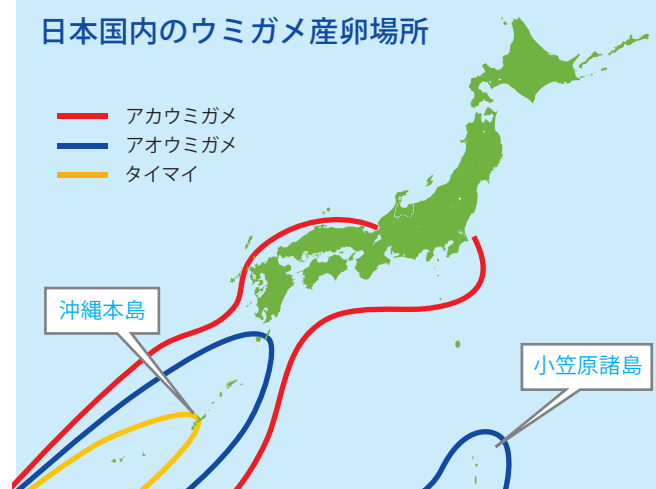 日本国内のウミガメ産卵場所
アカウミガメ
アオウミガメ
タイマイ
沖縄本島
小笠原諸島